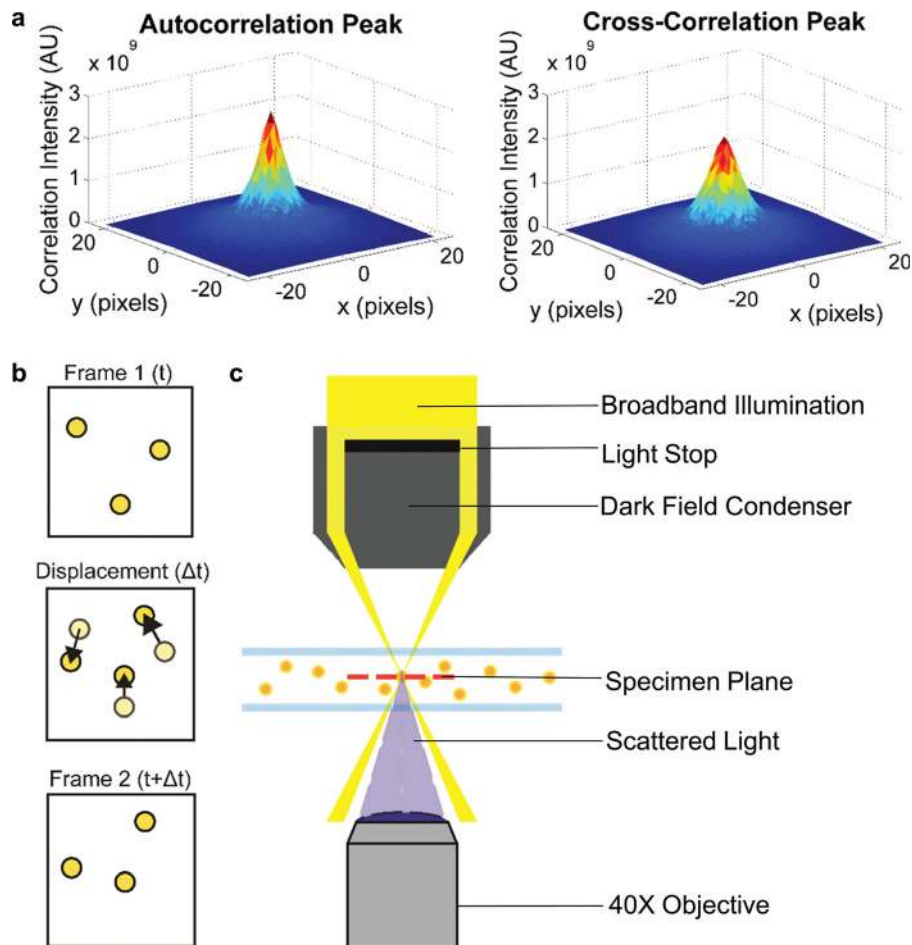 a
Autocorrelation Peak
x 10^9
Correlation Intensity (AU)
3
2
1
0
20
0
-20
y (pixels)
-20
0
20
x (pixels)
Cross-Correlation Peak
x 10^9
Correlation Intensity (AU)
3
2
1
0
20
0
-20
y (pixels)
-20
0
20
x (pixels)
b
Frame 1 (t)
Displacement (Δt)
Frame 2 (t+Δt)
c
Broadband Illumination
Light Stop
Dark Field Condenser
Specimen Plane
Scattered Light
40X Objective